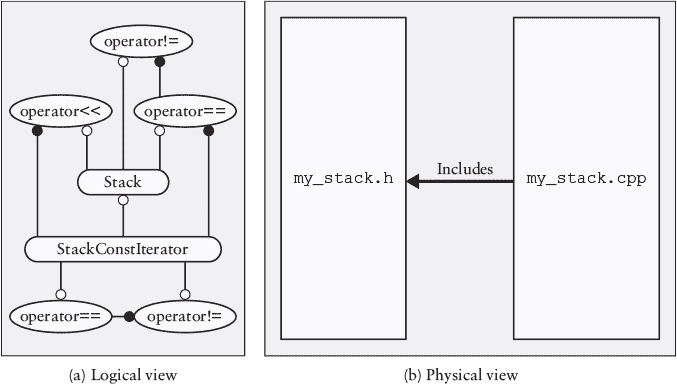 operator!=
operator<<
operator==
Stack
StackConstIterator
operator==
operator!=
(a) Logical view
my_stack.h
Includes
my_stack.cpp
(b) Physical view